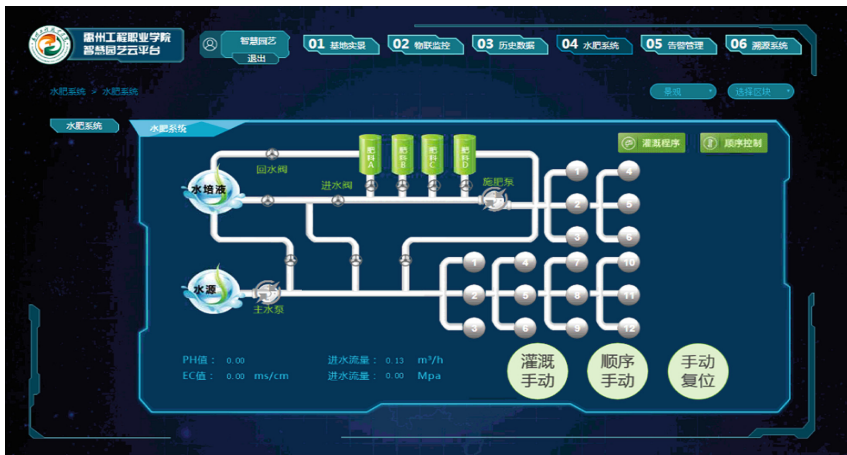 惠州工程职业学院
智慧园艺云平台
智慧园艺
退出
01 基地实景
02 物联监控
03 历史数据
04 水肥系统
05 告警管理
06 溯源系统
水肥系统 > 水肥系统
景观
选择区块
水肥系统
水肥系统
灌溉程序
顺序控制
回水阀
肥料A
肥料B
肥料C
肥料D
水培液
进水阀
施肥泵
1
4
2
5
3
6
水源
主水泵
1
4
7
10
2
5
8
11
3
6
9
12
PH值： 0.00
进水流量： 0.13 m³/h
EC值： 0.00 ms/cm
进水流量： 0.00 Mpa
灌溉
手动
顺序
手动
手动
复位